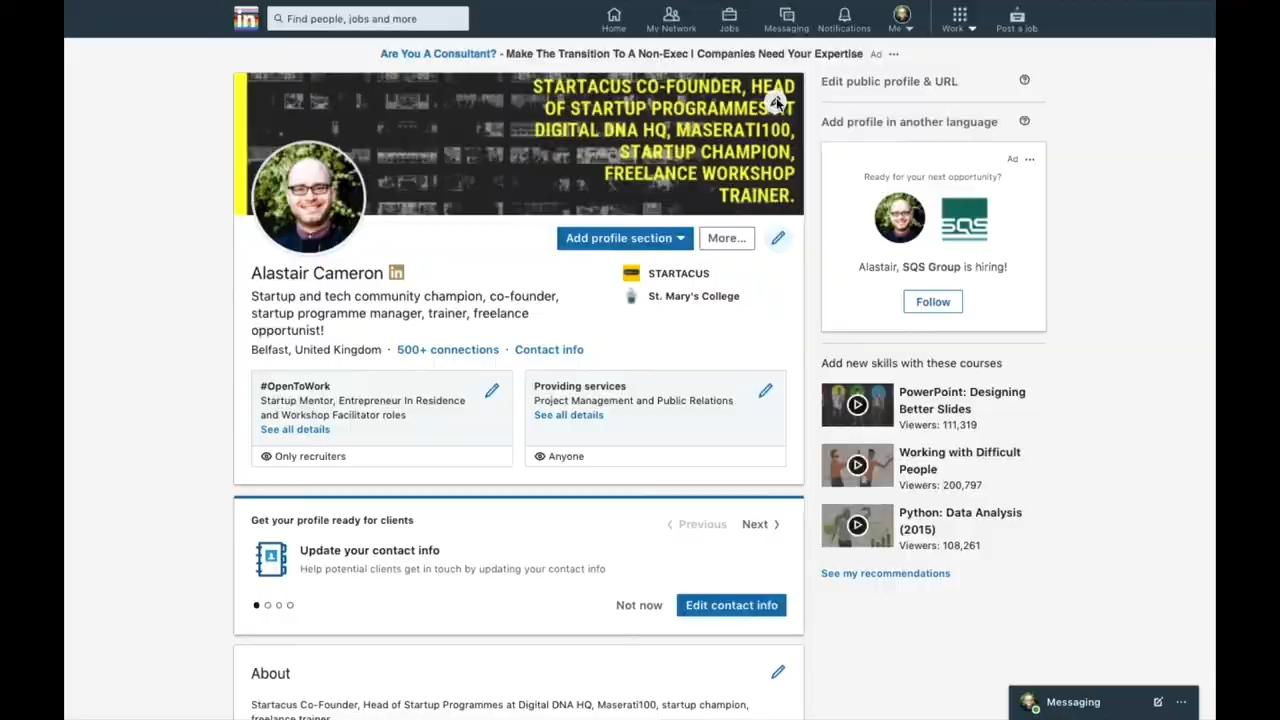 in
Find people, jobs and more
Home
My Network
Jobs
Messaging
Notifications
Me
Work
Post a job
Are You A Consultant? - Make The Transition To A Non-Exec | Companies Need Your Expertise Ad ...
STARTACUS CO-FOUNDER, HEAD
OF STARTUP PROGRAMMES AT
DIGITAL DNA HQ, MASERATI100,
STARTUP CHAMPION,
FREELANCE WORKSHOP
TRAINER.
Add profile section
More...
Alastair Cameron in
Startup and tech community champion, co-founder,
startup programme manager, trainer, freelance
opportunist!
Belfast, United Kingdom · 500+ connections · Contact info
STARTACUS
St. Mary's College
#OpenToWork
Startup Mentor, Entrepreneur In Residence
and Workshop Facilitator roles
See all details
Only recruiters
Providing services
Project Management and Public Relations
See all details
Anyone
Get your profile ready for clients
Previous
Next
Update your contact info
Help potential clients get in touch by updating your contact info
Not now
Edit contact info
About
Startacus Co-Founder, Head of Startup Programmes at Digital DNA HQ, Maserati100, startup champion,
freelance trainer
Edit public profile & URL
Add profile in another language
Ad ...
Ready for your next opportunity?
SQS
Alastair, SQS Group is hiring!
Follow
Add new skills with these courses
PowerPoint: Designing
Better Slides
Viewers: 111,319
Working with Difficult
People
Viewers: 200,797
Python: Data Analysis
(2015)
Viewers: 108,261
See my recommendations
Messaging